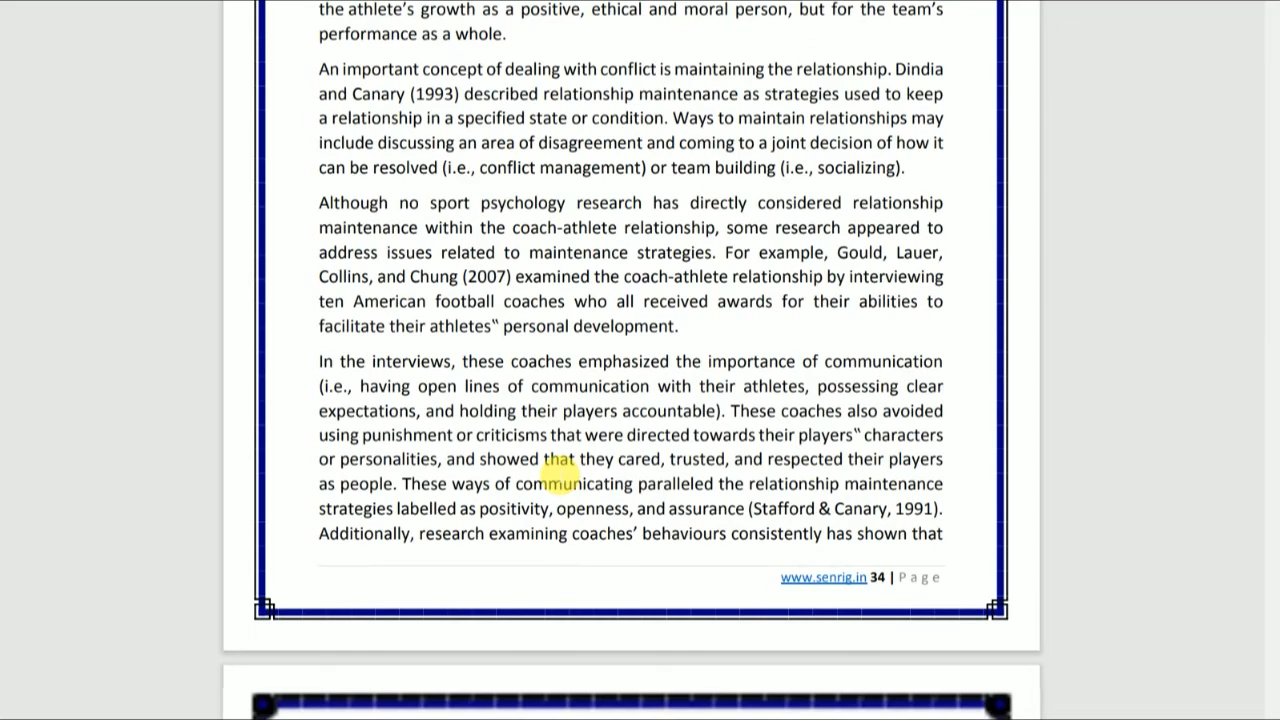 the athlete’s growth as a positive, ethical and moral person, but for the team’s
performance as a whole.
An important concept of dealing with conflict is maintaining the relationship. Dindia
and Canary (1993) described relationship maintenance as strategies used to keep
a relationship in a specified state or condition. Ways to maintain relationships may
include discussing an area of disagreement and coming to a joint decision of how it
can be resolved (i.e., conflict management) or team building (i.e., socializing).
Although no sport psychology research has directly considered relationship
maintenance within the coach-athlete relationship, some research appeared to
address issues related to maintenance strategies. For example, Gould, Lauer,
Collins, and Chung (2007) examined the coach-athlete relationship by interviewing
ten American football coaches who all received awards for their abilities to
facilitate their athletes‟ personal development.
In the interviews, these coaches emphasized the importance of communication
(i.e., having open lines of communication with their athletes, possessing clear
expectations, and holding their players accountable). These coaches also avoided
using punishment or criticisms that were directed towards their players‟ characters
or personalities, and showed that they cared, trusted, and respected their players
as people. These ways of communicating paralleled the relationship maintenance
strategies labelled as positivity, openness, and assurance (Stafford & Canary, 1991).
Additionally, research examining coaches’ behaviours consistently has shown that
www.senrig.in 34 | Page